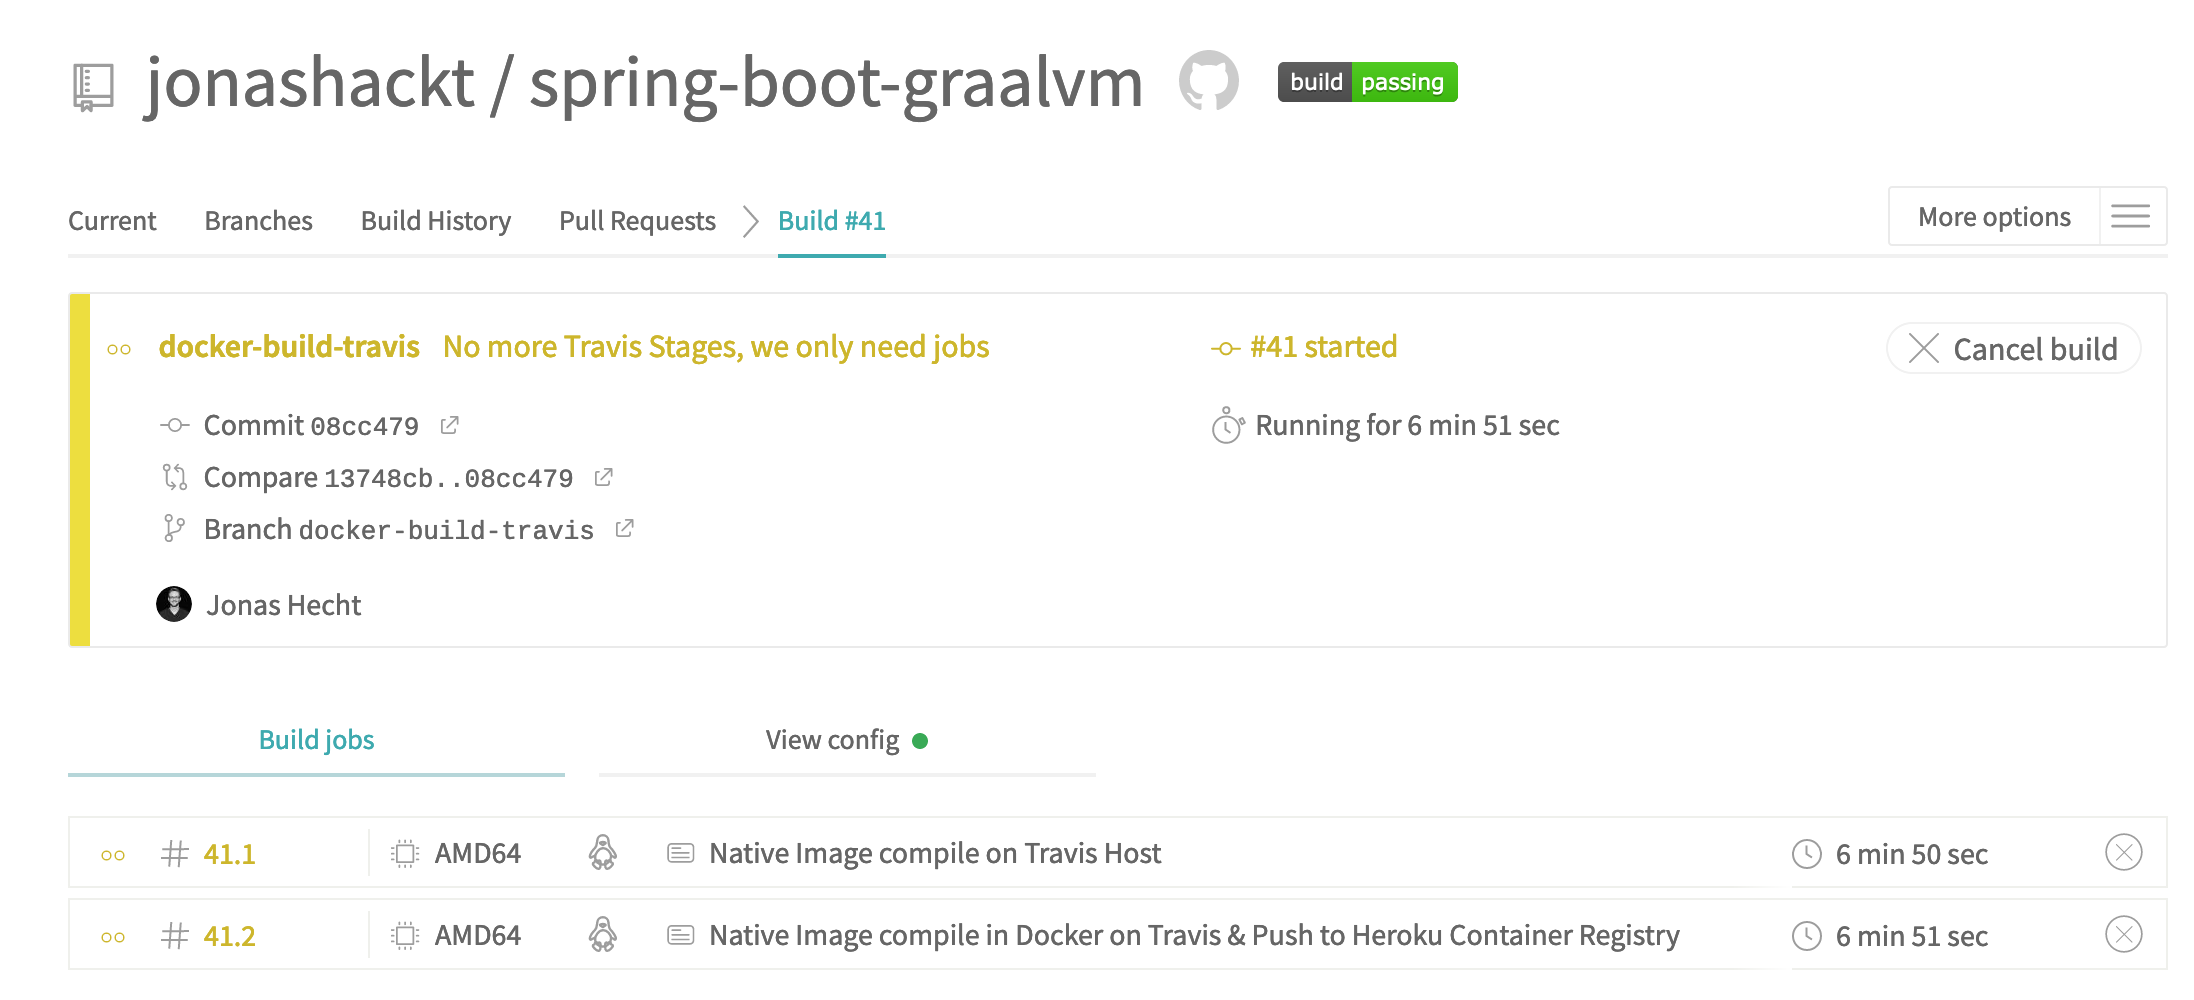 jonashackt / spring-boot-graalvm build passing
Current Branches Build History Pull Requests Build #41 More options
docker-build-travis No more Travis Stages, we only need jobs #41 started Cancel build
Commit 08cc479 Running for 6 min 51 sec
Compare 13748cb..08cc479
Branch docker-build-travis
Jonas Hecht
Build jobs View config
# 41.1 AMD64 Native Image compile on Travis Host 6 min 50 sec
# 41.2 AMD64 Native Image compile in Docker on Travis & Push to Heroku Container Registry 6 min 51 sec